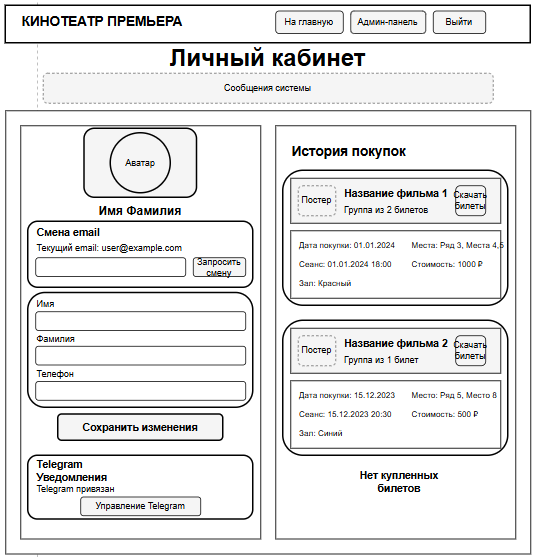 КИНОТЕАТР ПРЕМЬЕРА
На главную
Админ-панель
Выйти
Личный кабинет
Сообщения системы
Аватар
Имя Фамилия
Смена email
Текущий email: user@example.com
Запросить
смену
Имя
Фамилия
Телефон
Сохранить изменения
Telegram
Уведомления
Telegram привязан
Управление Telegram
История покупок
Постер
Название фильма 1
Группа из 2 билетов
Скачать
билеты
Дата покупки: 01.01.2024
Места: Ряд 3, Места 4,5
Сеанс: 01.01.2024 18:00
Стоимость: 1000 ₽
Зал: Красный
Постер
Название фильма 2
Группа из 1 билет
Скачать
билеты
Дата покупки: 15.12.2023
Место: Ряд 5, Место 8
Сеанс: 15.12.2023 20:30
Стоимость: 500 ₽
Зал: Синий
Нет купленных
билетов